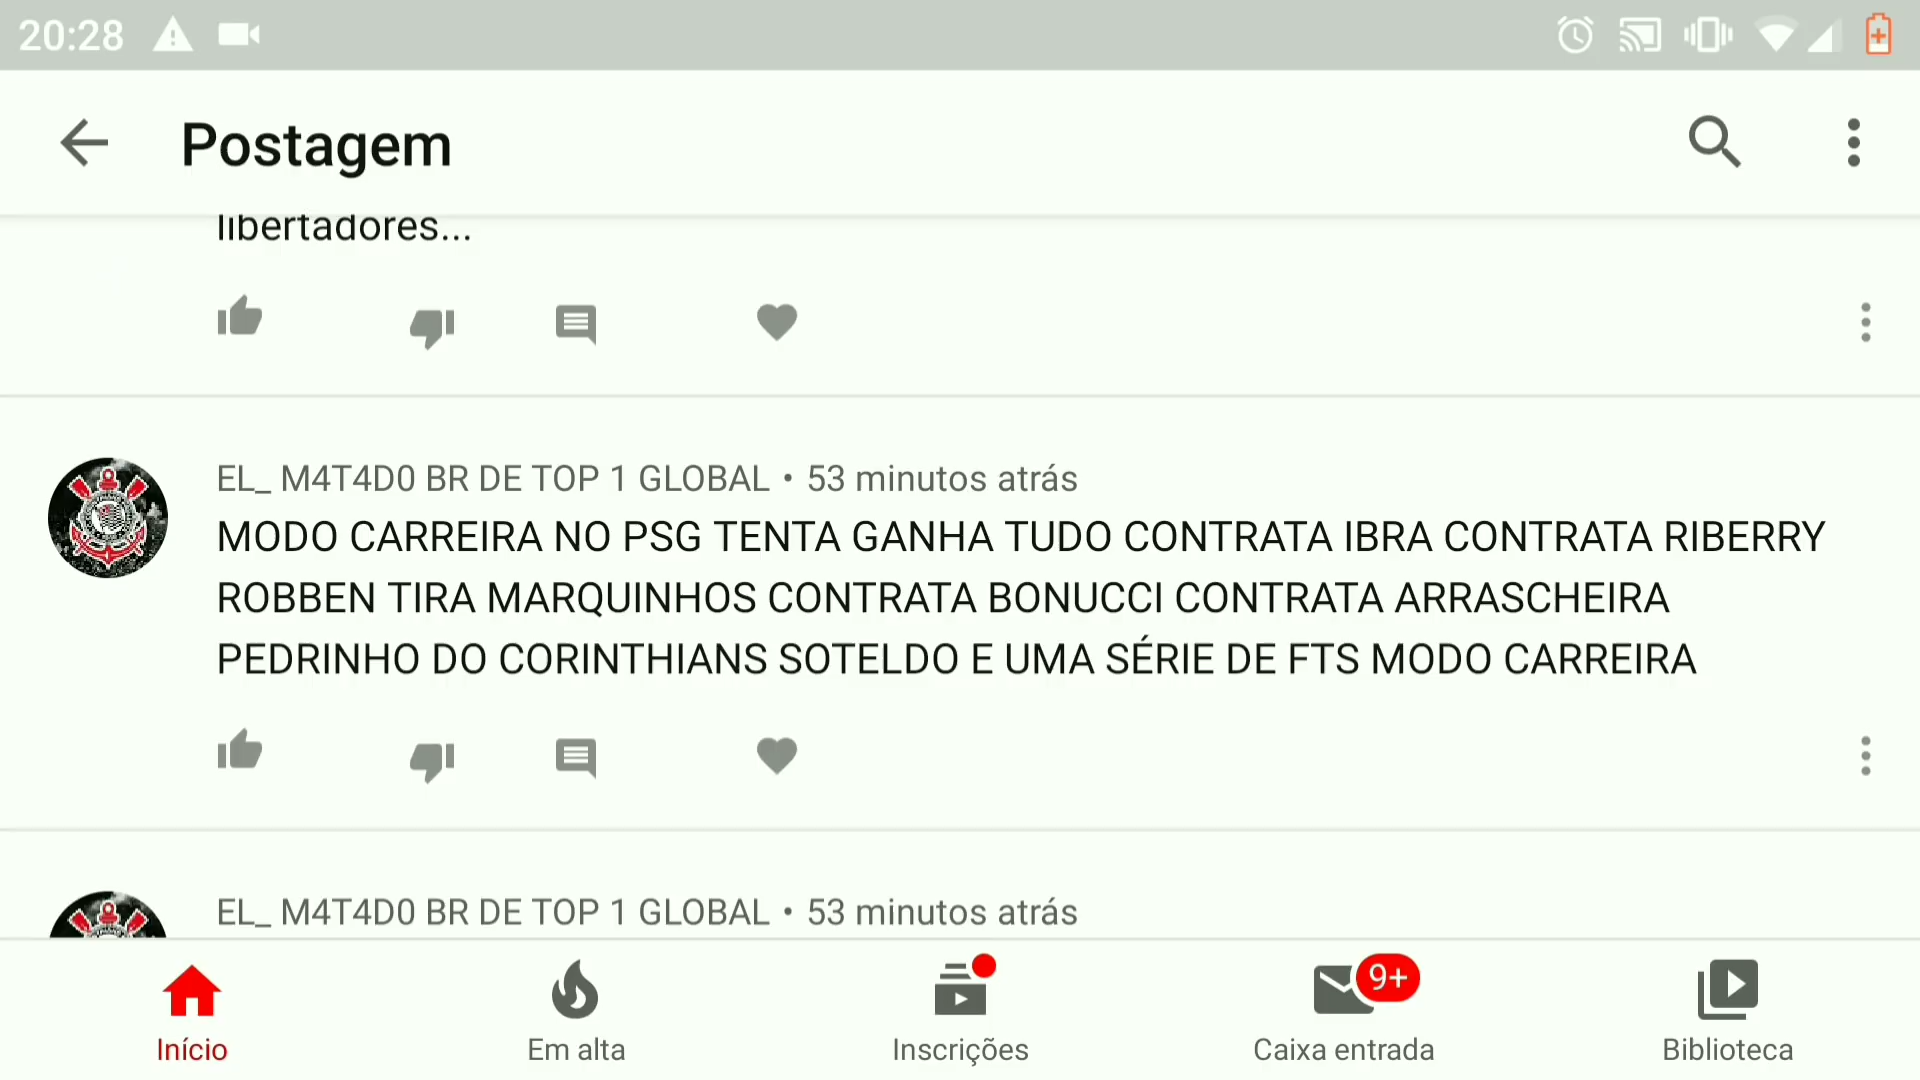 20:28
Postagem
libertadores...
EL_ M4T4D0 BR DE TOP 1 GLOBAL • 53 minutos atrás
MODO CARREIRA NO PSG TENTA GANHA TUDO CONTRATA IBRA CONTRATA RIBERRY
ROBBEN TIRA MARQUINHOS CONTRATA BONUCCI CONTRATA ARRASCHEIRA
PEDRINHO DO CORINTHIANS SOTELDO E UMA SÉRIE DE FTS MODO CARREIRA
EL_ M4T4D0 BR DE TOP 1 GLOBAL • 53 minutos atrás
9+
Início
Em alta
Inscrições
Caixa entrada
Biblioteca